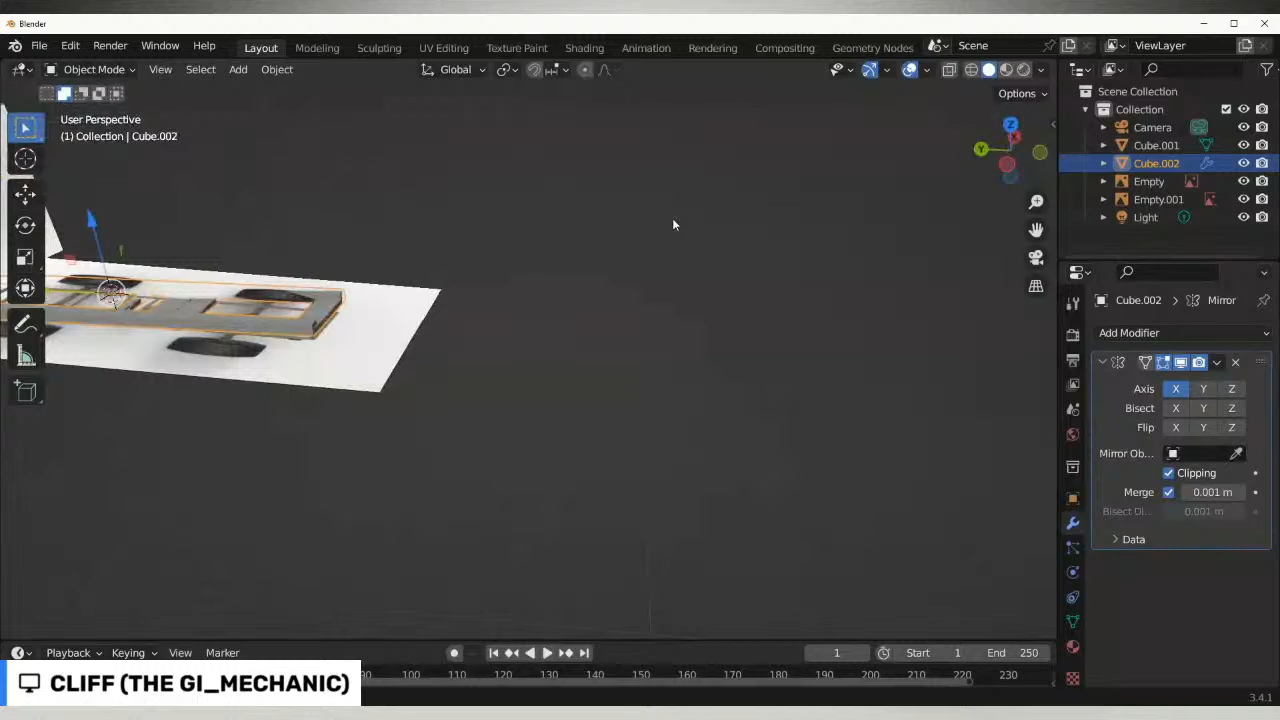 Blender
File Edit Render Window Help
Layout Modeling Sculpting UV Editing Texture Paint Shading Animation Rendering Compositing Geometry Nodes
Scene
ViewLayer
Object Mode View Select Add Object
Global
Options
User Perspective
(1) Collection | Cube.002
Z
Y
Scene Collection
Collection
Camera
Cube.001
Cube.002
Empty
Empty.001
Light
Cube.002 > Mirror
Add Modifier
Axis X Y Z
Bisect X Y Z
Flip X Y Z
Mirror Ob...
Clipping
Merge 0.001 m
Bisect Di... 0.001 m
Data
Playback Keying View Marker
1
Start 1
End 250
90 100 110 120 130 140 150 160 170 180 190 200 210 220 230
CLIFF (THE GI_MECHANIC)
3.4.1